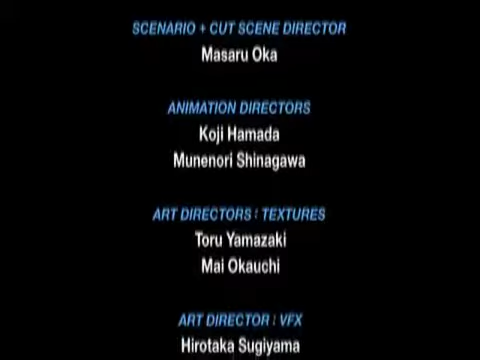 SCENARIO + CUT SCENE DIRECTOR
Masaru Oka
ANIMATION DIRECTORS
Koji Hamada
Munenori Shinagawa
ART DIRECTORS : TEXTURES
Toru Yamazaki
Mai Okauchi
ART DIRECTOR : VFX
Hirotaka Sugiyama